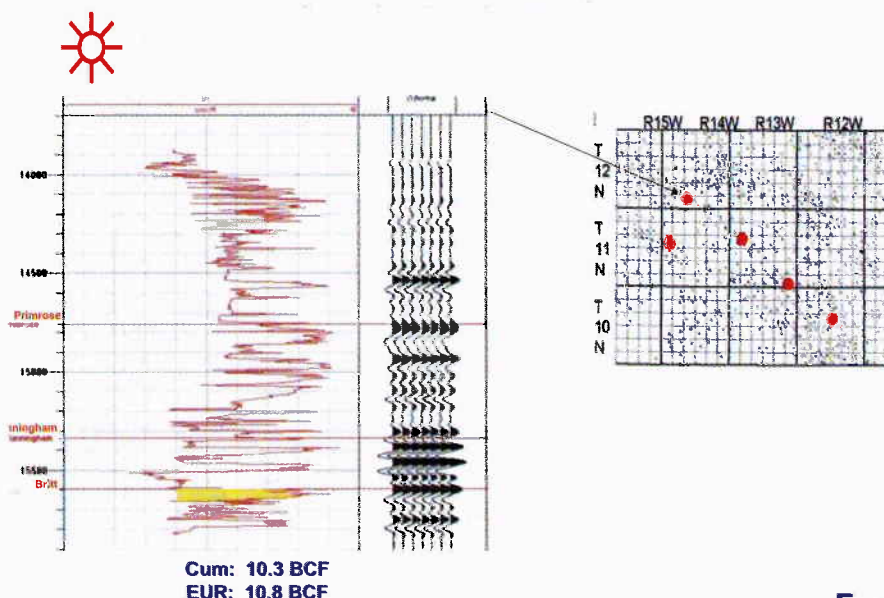 R15W R14W R13W R12W
T
12
N
T
11
N
T
10
N
14000
14500
Primrose
15000
ningham
15500
Britt
Cum: 10.3 BCF
EUR: 10.8 BCF